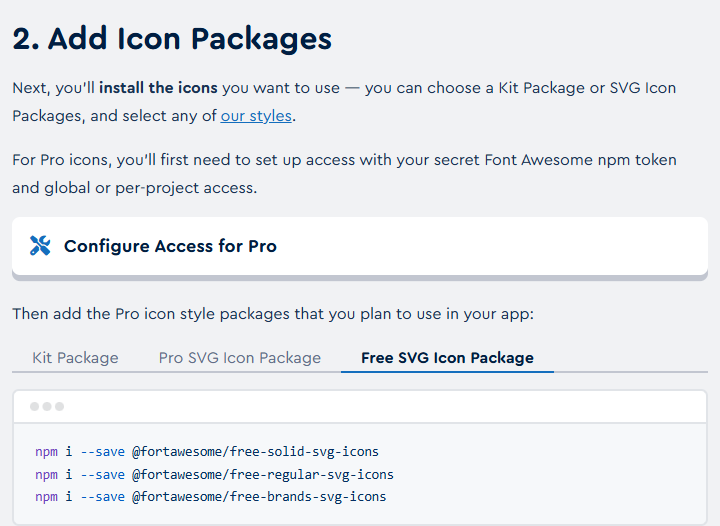 2. Add Icon Packages
Next, you'll install the icons you want to use — you can choose a Kit Package or SVG Icon
Packages, and select any of our styles.
For Pro icons, you'll first need to set up access with your secret Font Awesome npm token
and global or per-project access.
Configure Access for Pro
Then add the Pro icon style packages that you plan to use in your app:
Kit Package Pro SVG Icon Package Free SVG Icon Package
npm i --save @fortawesome/free-solid-svg-icons
npm i --save @fortawesome/free-regular-svg-icons
npm i --save @fortawesome/free-brands-svg-icons